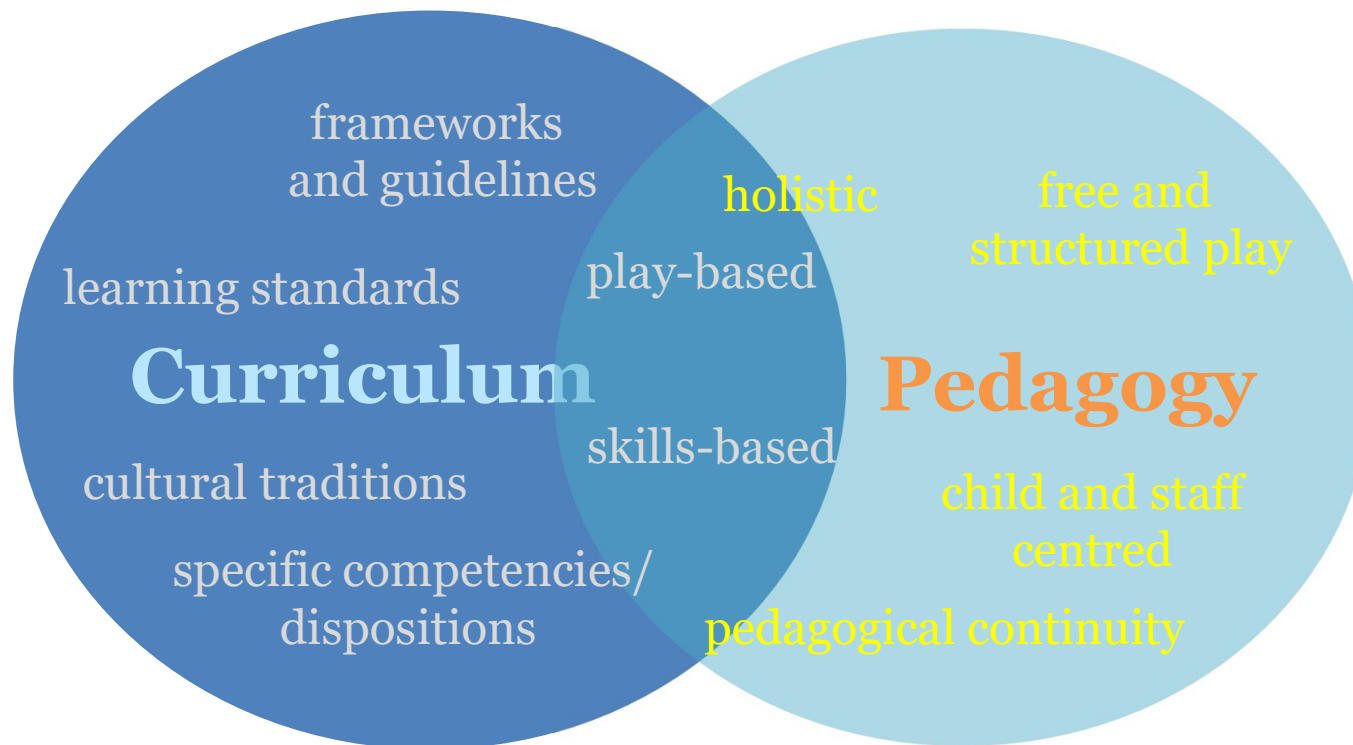 frameworks
and guidelines
holistic
free and
structured play
play-based
learning standards
Curriculum
Pedagogy
skills-based
cultural traditions
child and staff
centred
specific competencies/
dispositions
pedagogical continuity